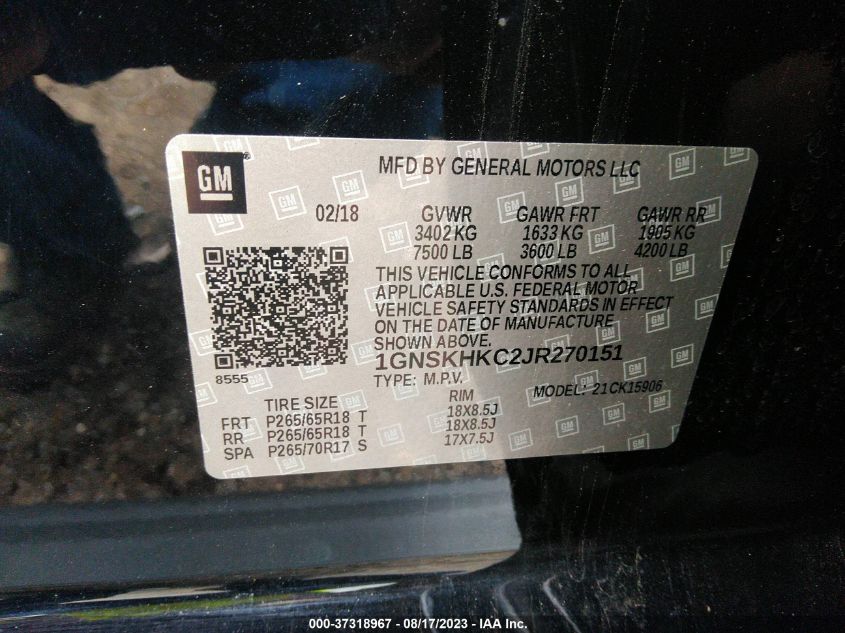 GM
MFD BY GENERAL MOTORS LLC
02/18 GVWR GAWR FRT GAWR RR
3402 KG 1633 KG 1905 KG
7500 LB 3600 LB 4200 LB
THIS VEHICLE CONFORMS TO ALL
APPLICABLE U.S. FEDERAL MOTOR
VEHICLE SAFETY STANDARDS IN EFFECT
ON THE DATE OF MANUFACTURE
SHOWN ABOVE.
1GNSKHKC2JR270151
8555 TYPE: M.P.V. MODEL: 21CK15906
TIRE SIZE RIM
FRT P265/65R18 T 18X8.5J
RR P265/65R18 T 18X8.5J
SPA P265/70R17 S 17X7.5J
000-37318967 - 08/17/2023 - © IAA Inc.